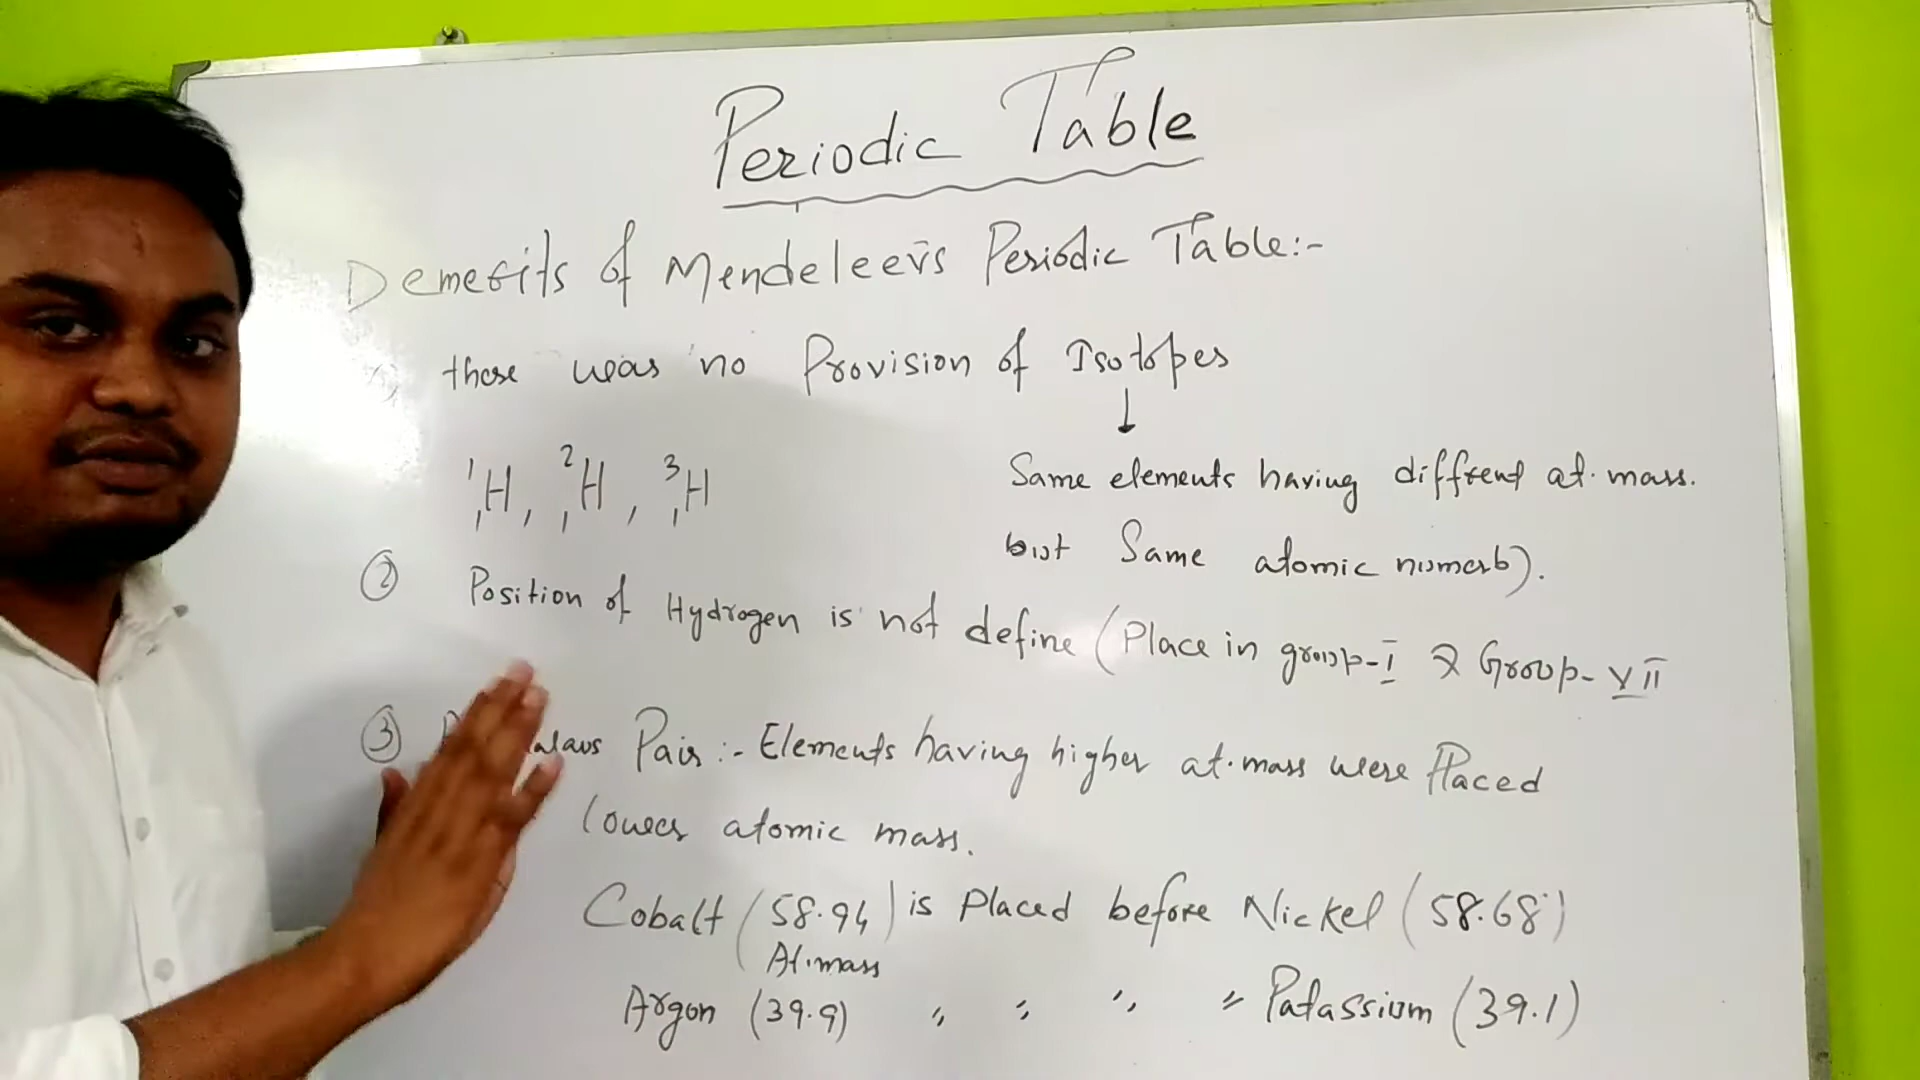 Periodic Table
Demerits of Mendeleev's Periodic Table:-
there was no Provision of Isotopes
↓
Same elements having diffrent at. mass.
but Same atomic numerb).
¹₁H, ²₁H, ³₁H
② Position of Hydrogen is not define (Place in group-I & Group-VII
③ Pair :- Elements having higher at. mass were Placed
lower atomic mass.
Cobalt (58.94) is Placed before Nickel (58.68)
At. mass
Argon (39.9) " " " " Patassium (39.1)